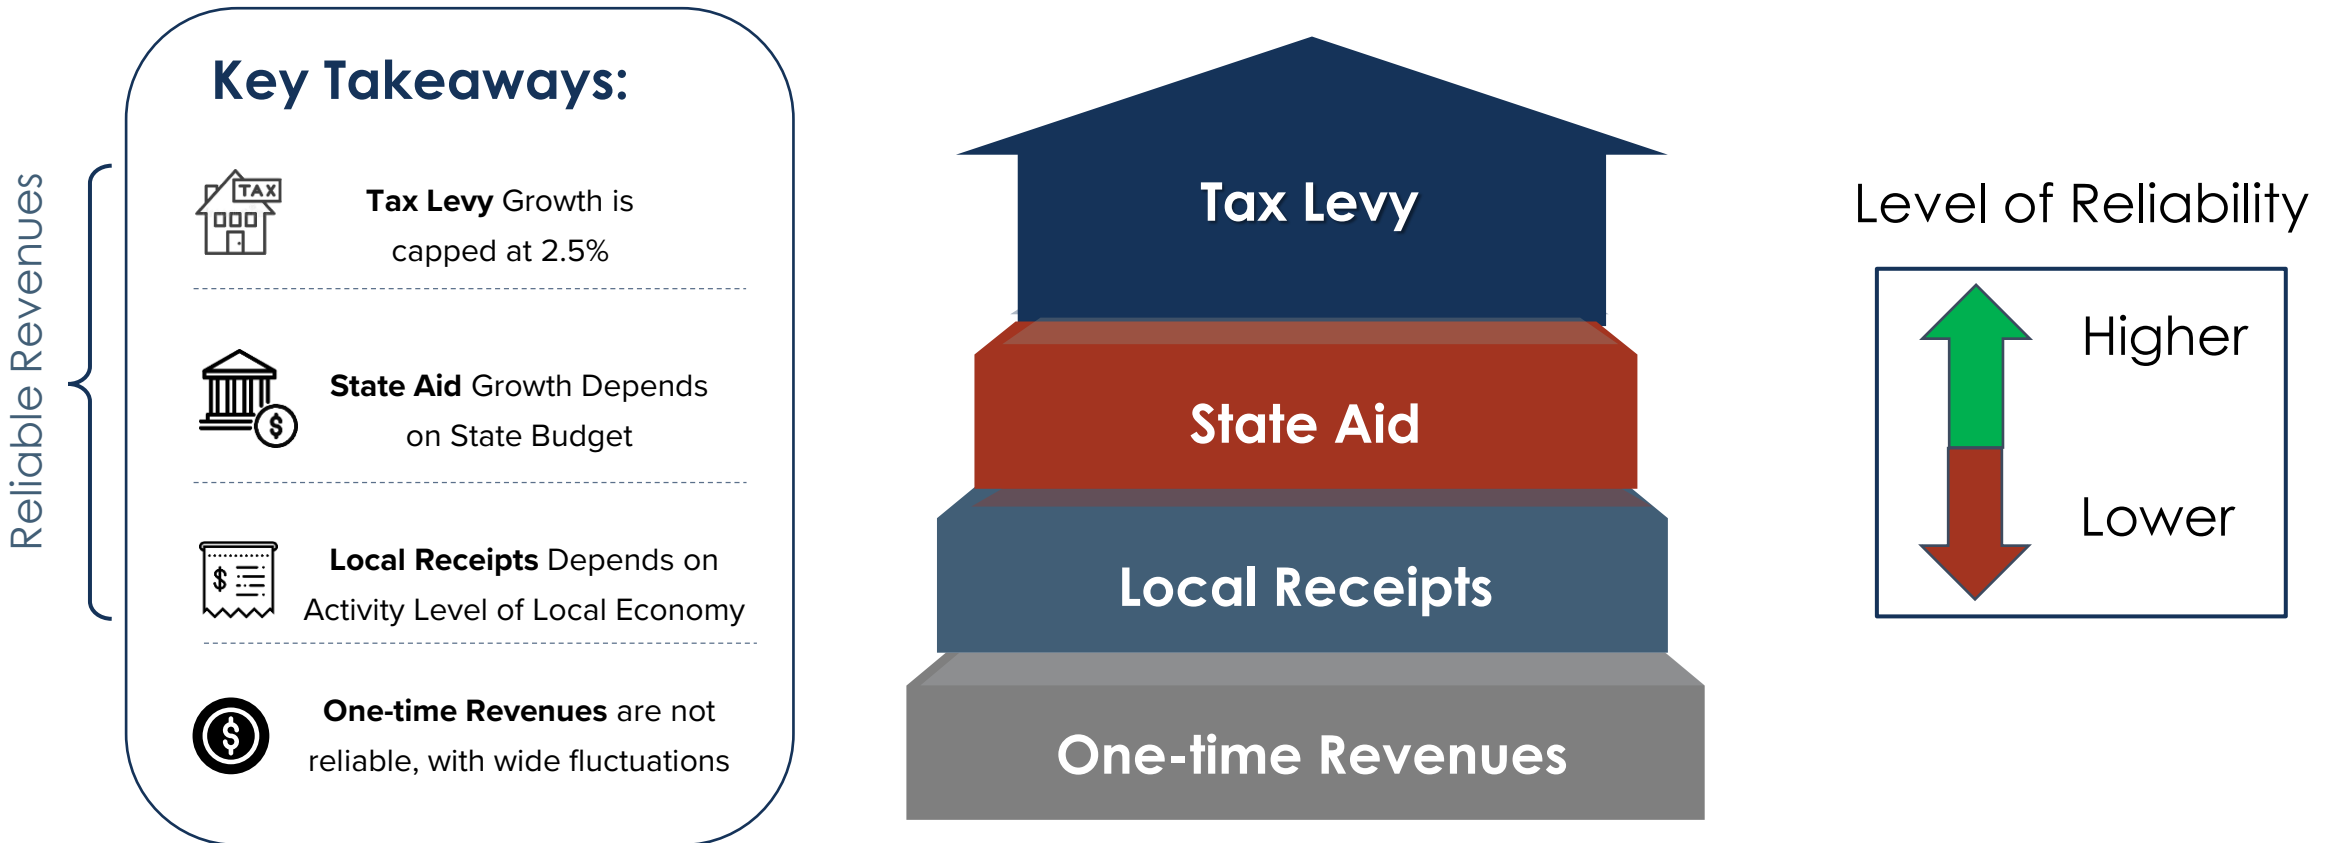 Reliable Revenues
Key Takeaways:
TAX
Tax Levy Growth is
capped at 2.5%
$
State Aid Growth Depends
on State Budget
$
Local Receipts Depends on
Activity Level of Local Economy
$
One-time Revenues are not
reliable, with wide fluctuations
Tax Levy
State Aid
Local Receipts
One-time Revenues
Level of Reliability
Higher
Lower